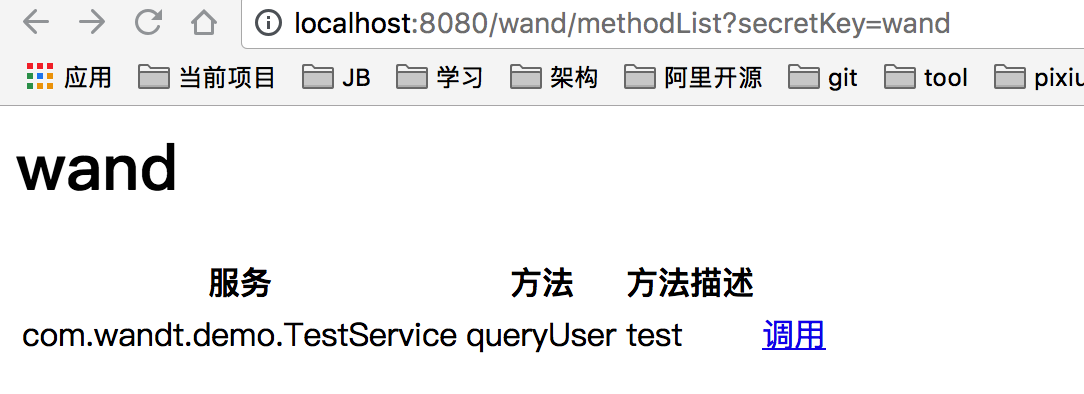 localhost:8080/wand/methodList?secretKey=wand
应用 当前项目 JB 学习 架构 阿里开源 git tool pixiu
wand
服务 方法 方法描述
com.wandt.demo.TestService queryUser test 调用